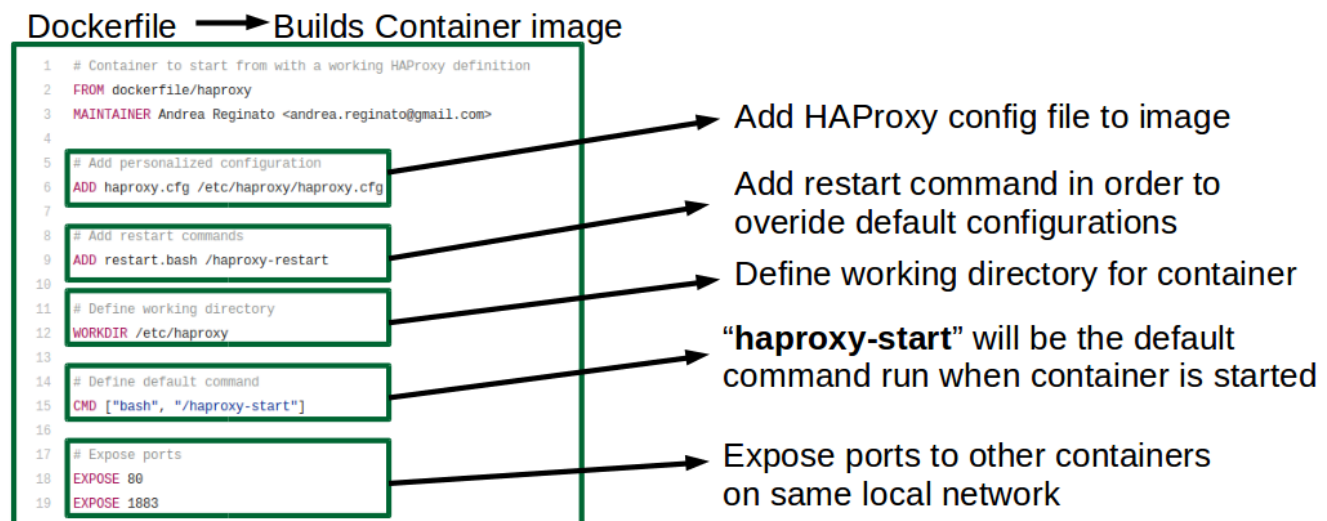 Dockerfile Builds Container image
1 # Container to start from with a working HAProxy definition
2 FROM dockerfile/haproxy
3 MAINTAINER Andrea Reginato <andrea.reginato@gmail.com>
4
5 # Add personalized configuration
6 ADD haproxy.cfg /etc/haproxy/haproxy.cfg
7
8 # Add restart commands
9 ADD restart.bash /haproxy-restart
10
11 # Define working directory
12 WORKDIR /etc/haproxy
13
14 # Define default command
15 CMD ["bash", "/haproxy-start"]
16
17 # Expose ports
18 EXPOSE 80
19 EXPOSE 1883
Add HAProxy config file to image
Add restart command in order to
overide default configurations
Define working directory for container
“haproxy-start” will be the default
command run when container is started
Expose ports to other containers
on same local network